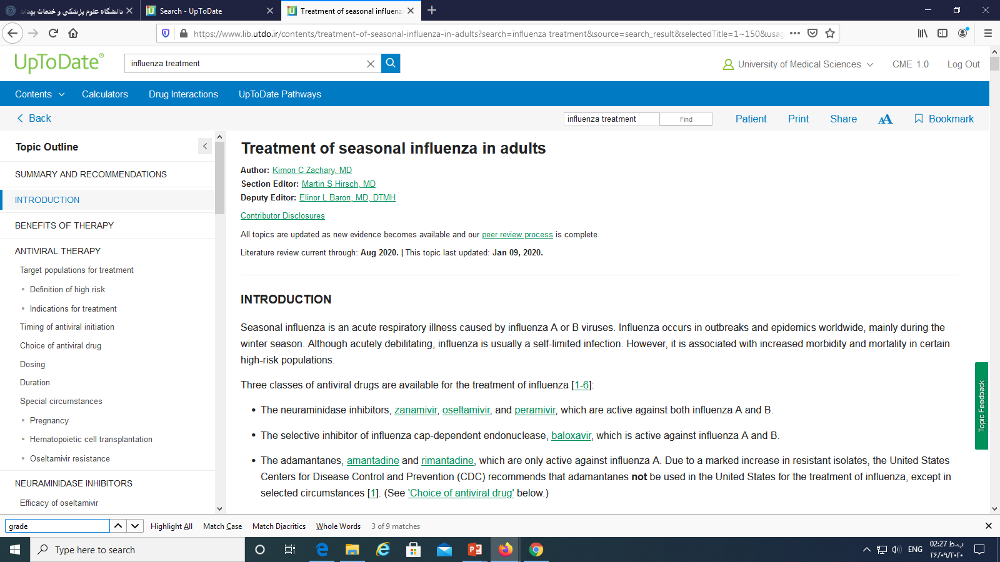 دانشگاه علوم پزشکی و خدمات بهداشت
Search - UpToDate
Treatment of seasonal influenza
https://www.lib.utdo.ir/contents/treatment-of-seasonal-influenza-in-adults?search=influenza treatment&source=search_result&selectedTitle=1~150&usag
UpToDate®
influenza treatment
University of Medical Sciences
CME 1.0
Log Out
Contents
Calculators
Drug Interactions
UpToDate Pathways
Back
influenza treatment
Find
Patient
Print
Share
AA
Bookmark
Topic Outline
SUMMARY AND RECOMMENDATIONS
INTRODUCTION
BENEFITS OF THERAPY
ANTIVIRAL THERAPY
Target populations for treatment
• Definition of high risk
• Indications for treatment
Timing of antiviral initiation
Choice of antiviral drug
Dosing
Duration
Special circumstances
• Pregnancy
• Hematopoietic cell transplantation
• Oseltamivir resistance
NEURAMINIDASE INHIBITORS
Efficacy of oseltamivir
Treatment of seasonal influenza in adults
Author: Kimon C Zachary, MD
Section Editor: Martin S Hirsch, MD
Deputy Editor: Elinor L Baron, MD, DTMH
Contributor Disclosures
All topics are updated as new evidence becomes available and our peer review process is complete.
Literature review current through: Aug 2020. | This topic last updated: Jan 09, 2020.
INTRODUCTION
Seasonal influenza is an acute respiratory illness caused by influenza A or B viruses. Influenza occurs in outbreaks and epidemics worldwide, mainly during the
winter season. Although acutely debilitating, influenza is usually a self-limited infection. However, it is associated with increased morbidity and mortality in certain
high-risk populations.
Three classes of antiviral drugs are available for the treatment of influenza [1-6]:
• The neuraminidase inhibitors, zanamivir, oseltamivir, and peramivir, which are active against both influenza A and B.
• The selective inhibitor of influenza cap-dependent endonuclease, baloxavir, which is active against influenza A and B.
• The adamantanes, amantadine and rimantadine, which are only active against influenza A. Due to a marked increase in resistant isolates, the United States
Centers for Disease Control and Prevention (CDC) recommends that adamantanes not be used in the United States for the treatment of influenza, except in
selected circumstances [1]. (See 'Choice of antiviral drug' below.)
Topic Feedback
grade
Highlight All
Match Case
Match Diacritics
Whole Words
3 of 9 matches
Type here to search
ENG
02:27 ب.ظ
۲۶/۰۹/۲۰۲۰